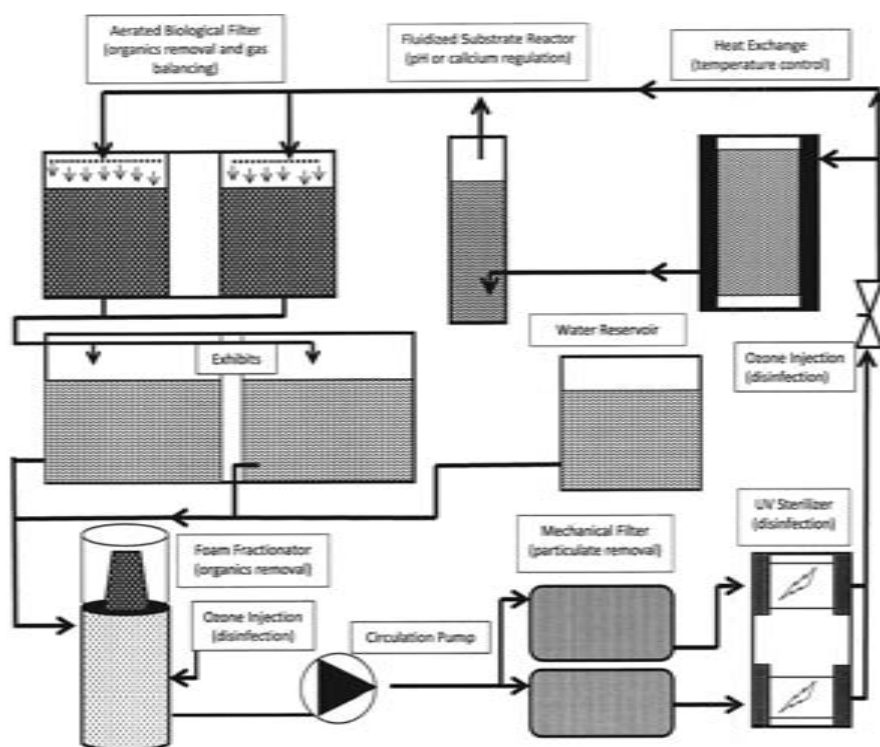 Aerated Biological Filter
(organics removal and gas
balancing)
Fluidized Substrate Reactor
(pH or calcium regulation)
Heat Exchange
(temperature control)
Exhibits
Water Reservoir
Ozone Injection
(disinfection)
Foam Fractionator
(organics removal)
Mechanical Filter
(particulate removal)
UV Sterilizer
(disinfection)
Ozone Injection
(disinfection)
Circulation Pump